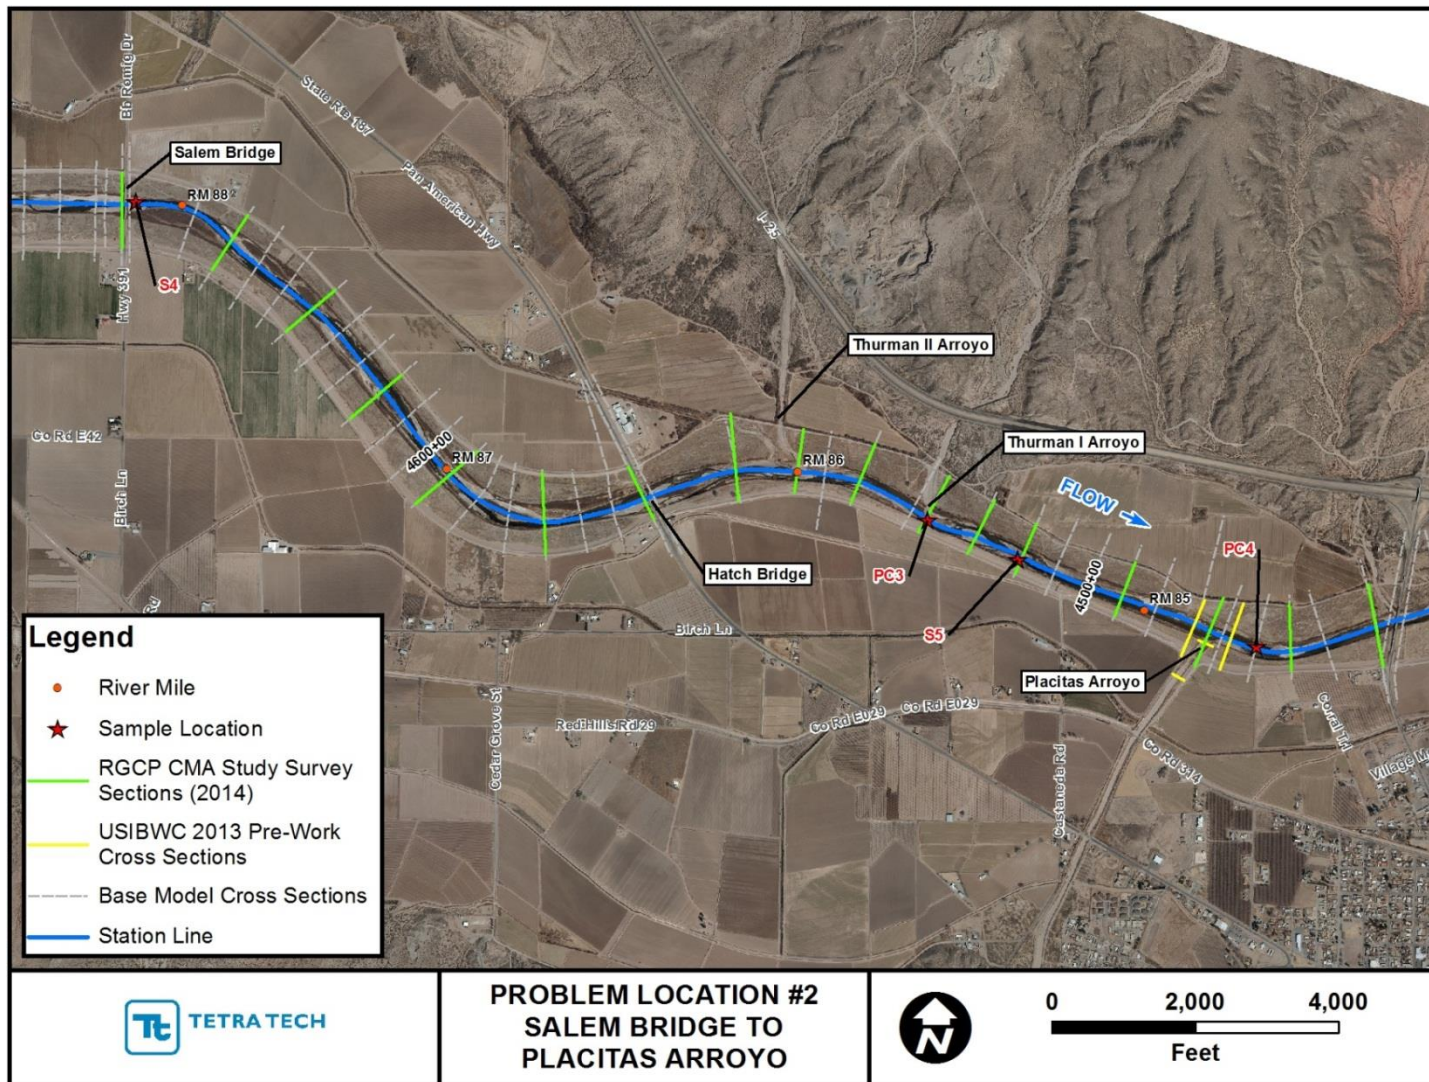 Bb Romig Dr
State Rte 187
Salem Bridge
Pan American Hwy
RM 88
I-25
S4
Hwy 391
Thurman II Arroyo
Co Rd E42
4600+00
RM 87
RM 86
Thurman I Arroyo
FLOW
Birch Ln
Hatch Bridge
PC3
PC4
4500+00
RM 85
Rd
Birch Ln
S5
Placitas Arroyo
Cedar Grove St
Red Hills Rd 29
Co Rd E029
Co Rd E029
Castaneda Rd
Co Rd 314
Corral Trl
Village M
Legend
River Mile
Sample Location
RGCP CMA Study Survey
Sections (2014)
USIBWC 2013 Pre-Work
Cross Sections
Base Model Cross Sections
Station Line
Tt TETRA TECH
PROBLEM LOCATION #2
SALEM BRIDGE TO
PLACITAS ARROYO
N
0 2,000 4,000
Feet